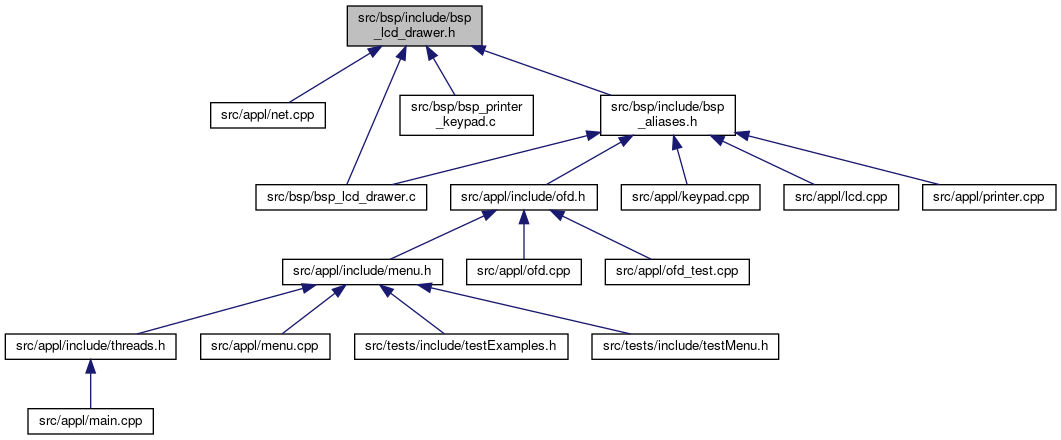 src/bsp/include/bsp
_lcd_drawer.h
src/appl/net.cpp
src/bsp/bsp_printer
_keypad.c
src/bsp/include/bsp
_aliases.h
src/bsp/bsp_lcd_drawer.c
src/appl/include/ofd.h
src/appl/keypad.cpp
src/appl/lcd.cpp
src/appl/printer.cpp
src/appl/include/menu.h
src/appl/ofd.cpp
src/appl/ofd_test.cpp
src/appl/include/threads.h
src/appl/menu.cpp
src/tests/include/testExamples.h
src/tests/include/testMenu.h
src/appl/main.cpp